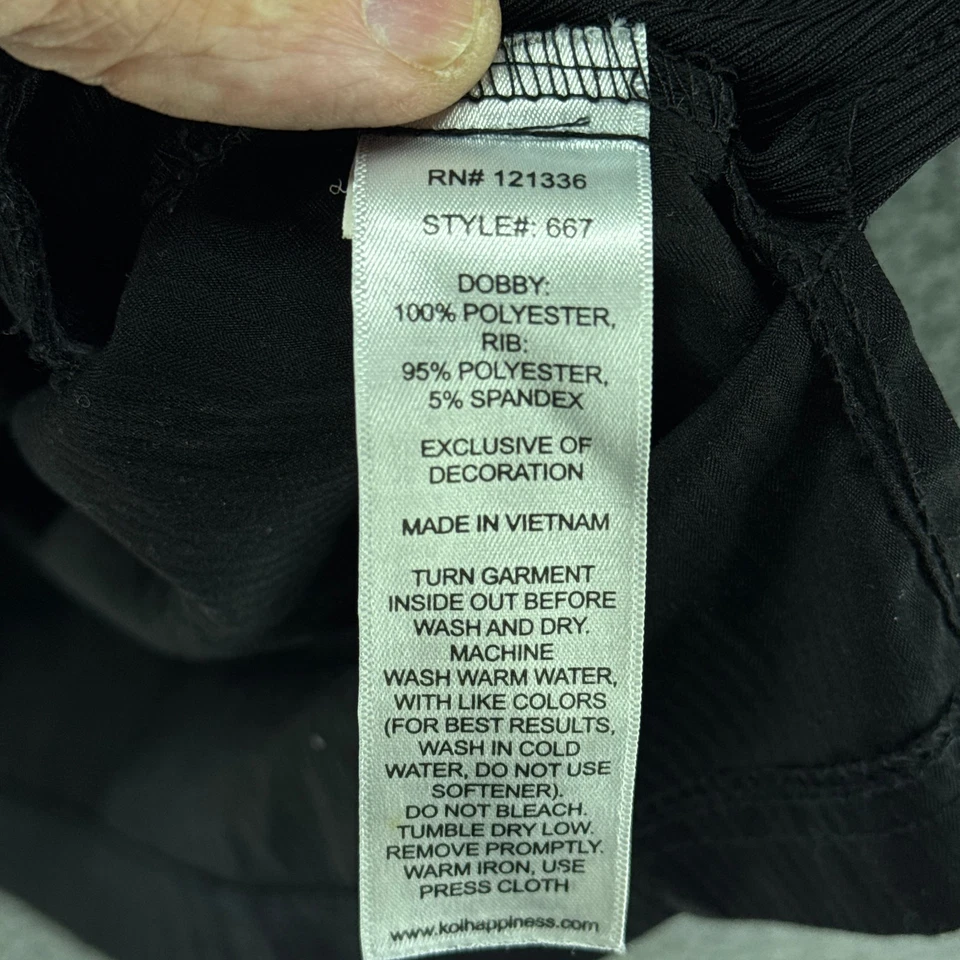 RN# 121336
STYLE#: 667
DOBBY:
100% POLYESTER,
RIB:
95% POLYESTER,
5% SPANDEX
EXCLUSIVE OF
DECORATION
MADE IN VIETNAM
TURN GARMENT
INSIDE OUT BEFORE
WASH AND DRY.
MACHINE
WASH WARM WATER,
WITH LIKE COLORS
(FOR BEST RESULTS,
WASH IN COLD
WATER, DO NOT USE
SOFTENER).
DO NOT BLEACH.
TUMBLE DRY LOW.
REMOVE PROMPTLY.
WARM IRON, USE
PRESS CLOTH
www.koihappiness.com